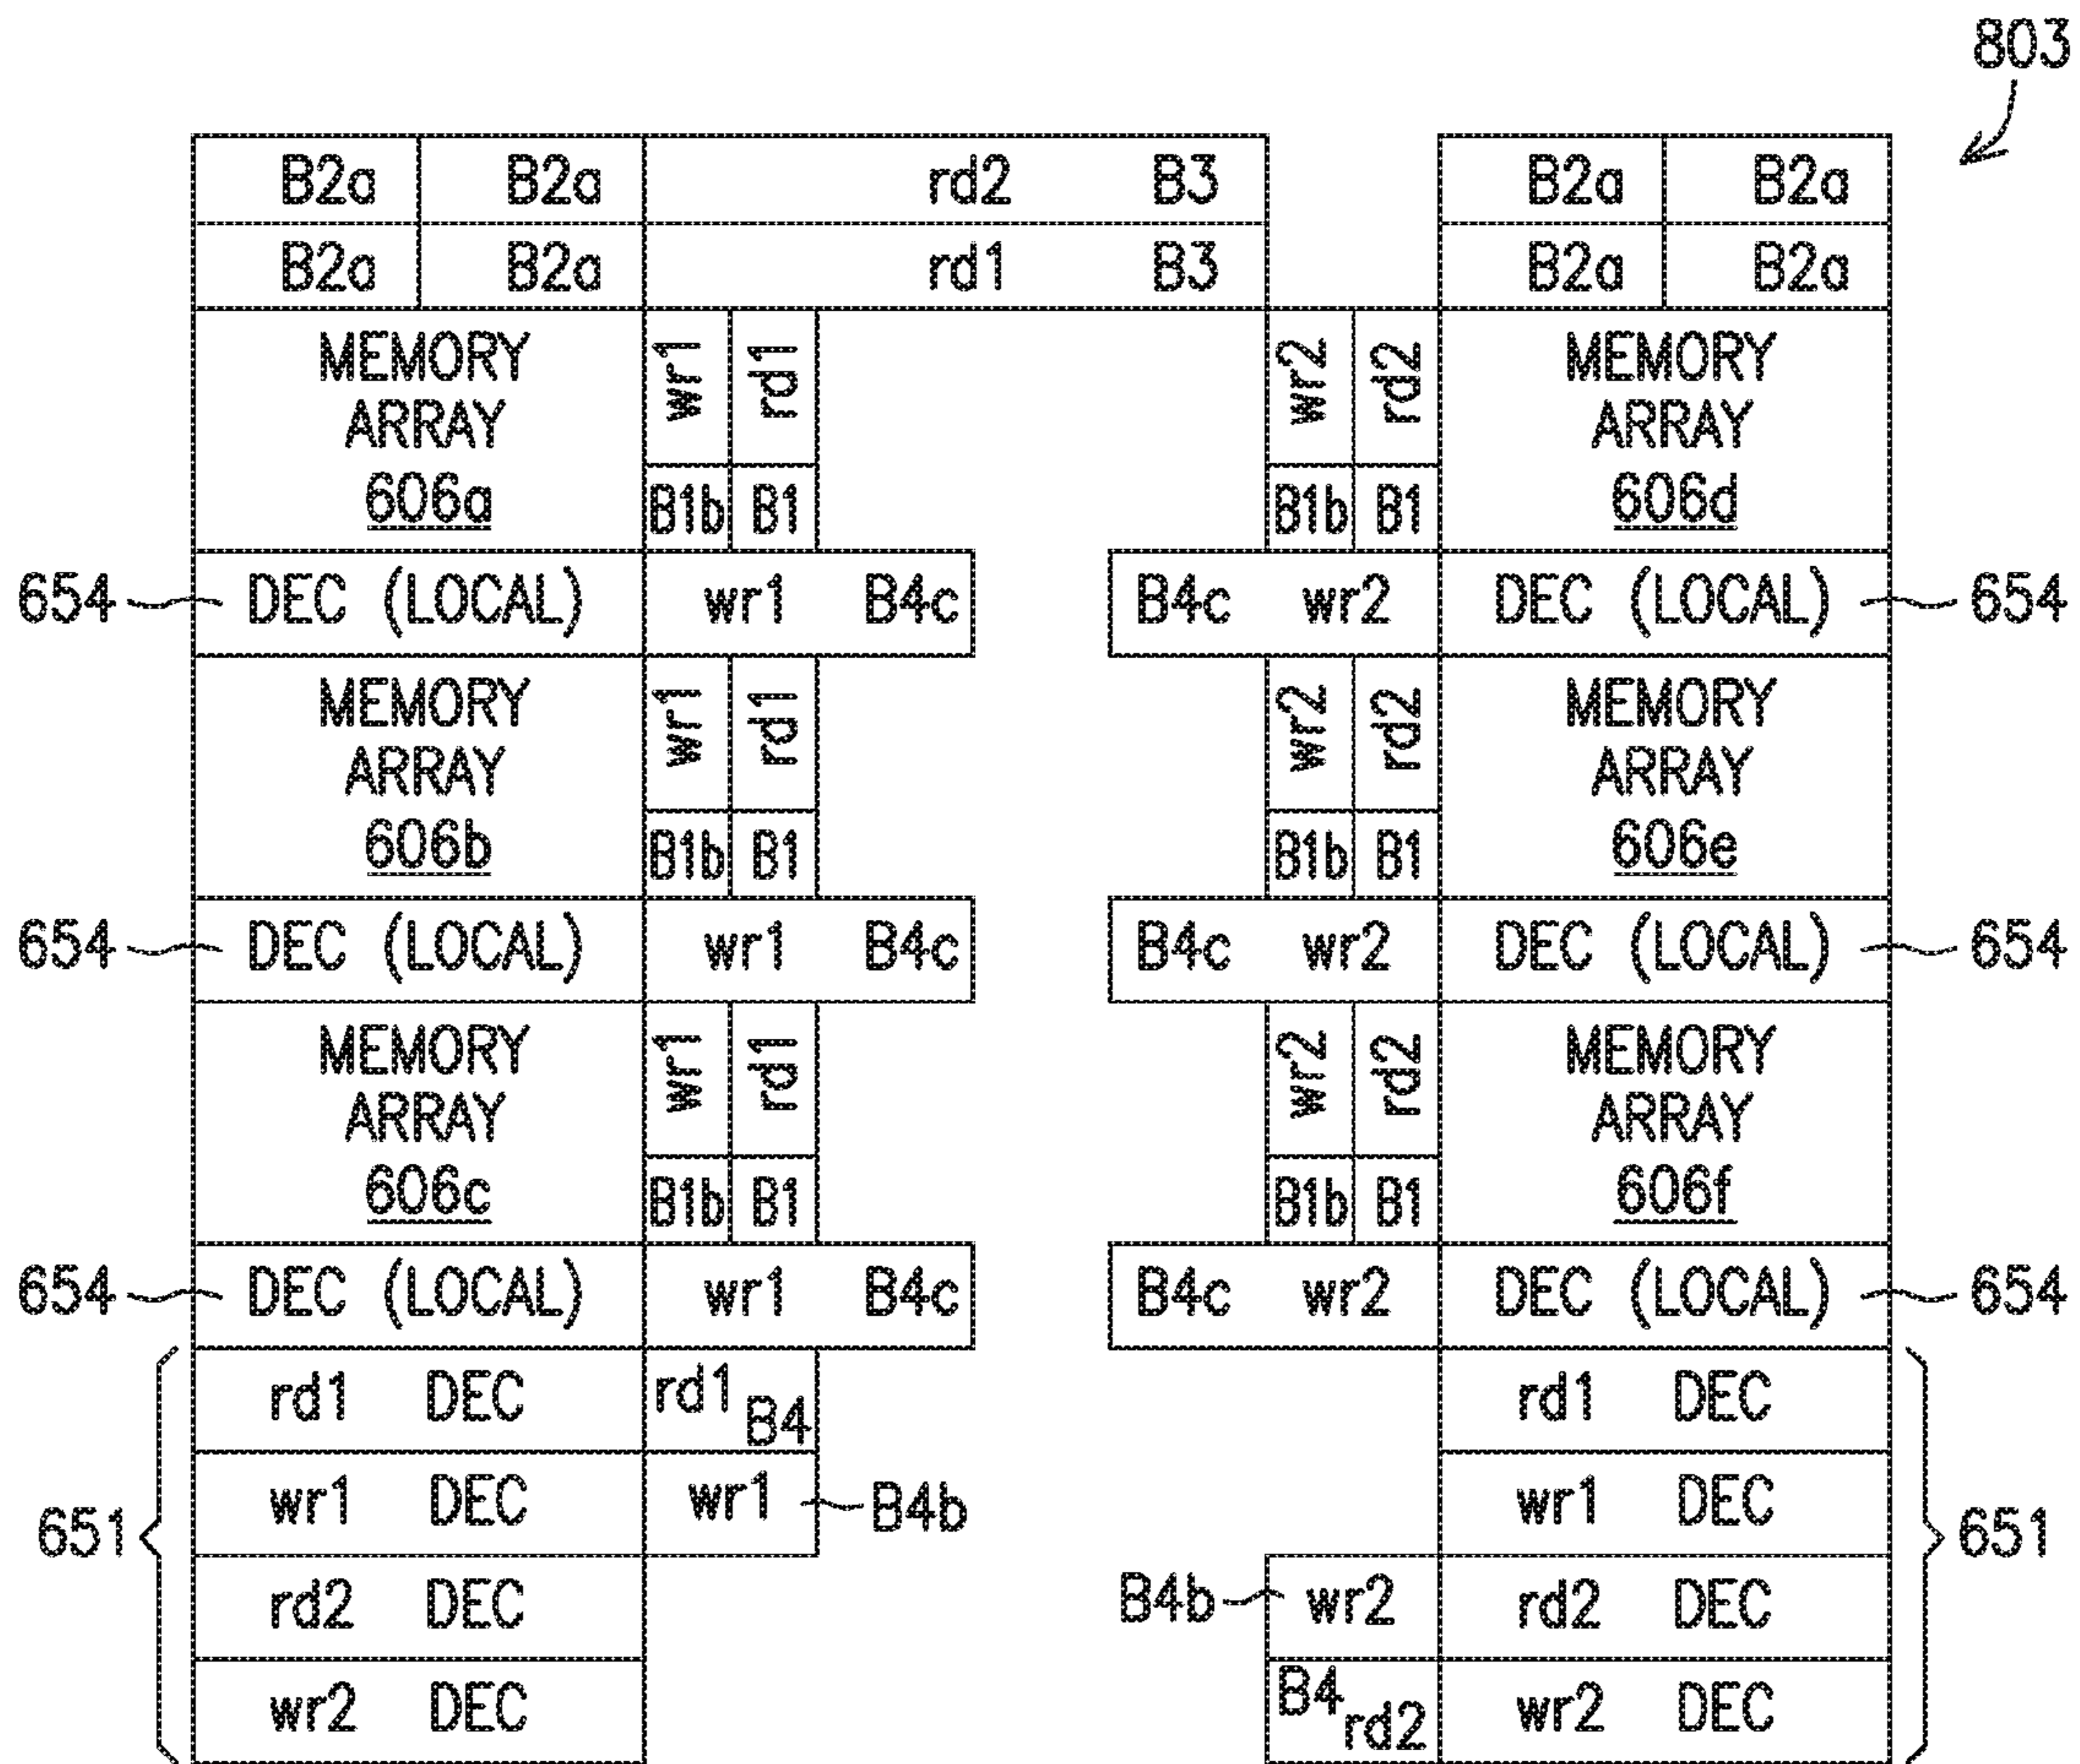 803
B2a B2a rd2 B3 B2a B2a
B2a B2a rd1 B3 B2a B2a
MEMORY ARRAY 606a wr1 rd1 wr2 rd2 MEMORY ARRAY 606d
B1b B1 B1b B1
654 DEC (LOCAL) wr1 B4c B4c wr2 DEC (LOCAL) 654
MEMORY ARRAY 606b wr1 rd1 wr2 rd2 MEMORY ARRAY 606e
B1b B1 B1b B1
654 DEC (LOCAL) wr1 B4c B4c wr2 DEC (LOCAL) 654
MEMORY ARRAY 606c wr1 rd1 wr2 rd2 MEMORY ARRAY 606f
B1b B1 B1b B1
654 DEC (LOCAL) wr1 B4c B4c wr2 DEC (LOCAL) 654
rd1 DEC rd1 B4 rd1 DEC
651 wr1 DEC wr1 B4b wr1 DEC 651
rd2 DEC B4b wr2 rd2 DEC
wr2 DEC B4 rd2 wr2 DEC